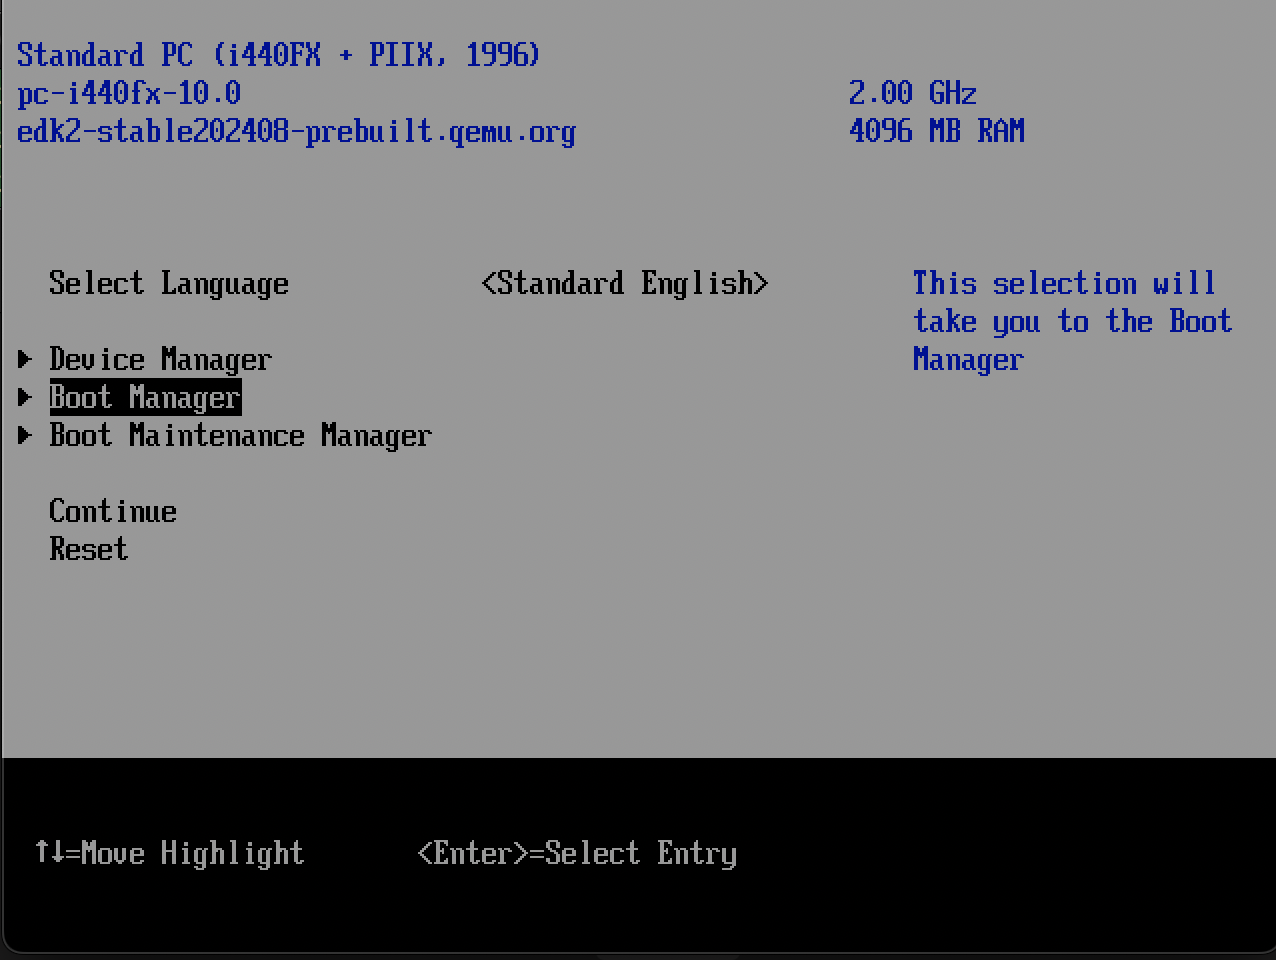 Standard PC (i440FX + PIIX, 1996)
pc-i440fx-10.0 2.00 GHz
edk2-stable202408-prebuilt.qemu.org 4096 MB RAM
Select Language <Standard English> This selection will
take you to the Boot
Device Manager Manager
Boot Manager
Boot Maintenance Manager
Continue
Reset
↑↓=Move Highlight <Enter>=Select Entry